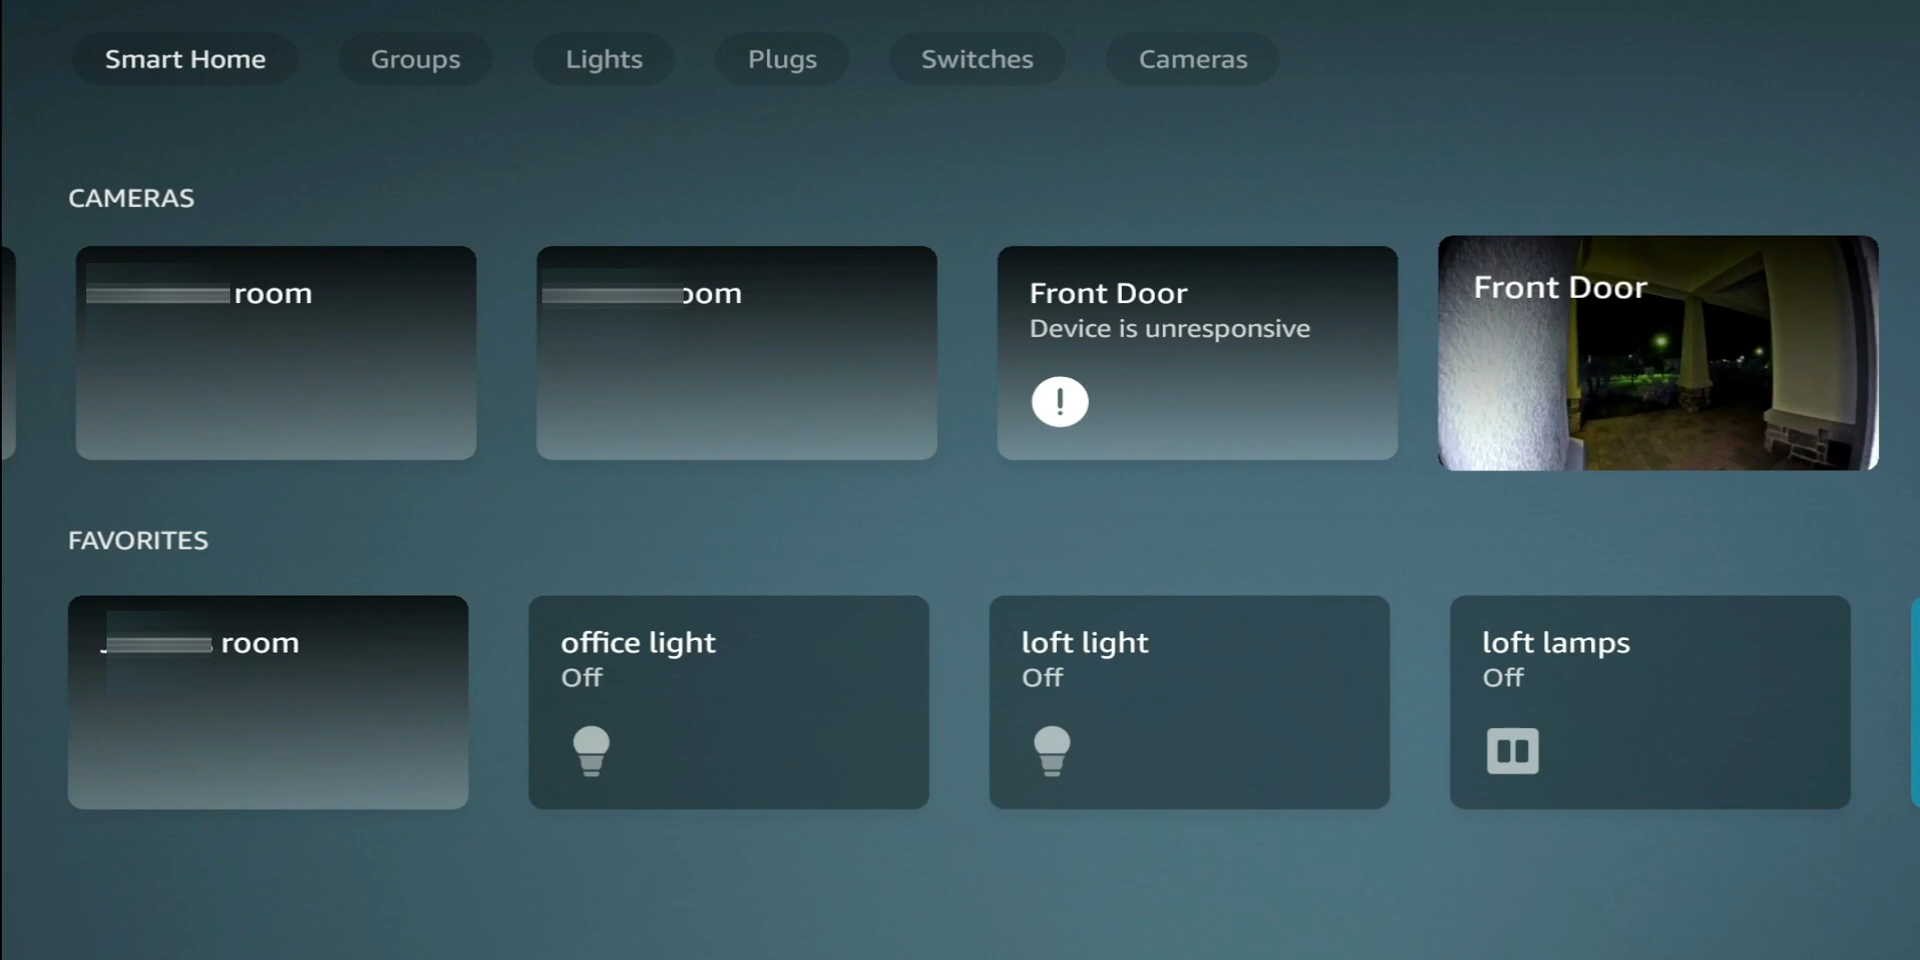 Smart Home Groups Lights Plugs Switches Cameras
CAMERAS
room
Front Door
Device is unresponsive
!
Front Door
FAVORITES
room
office light
Off
loft light
Off
loft lamps
Off